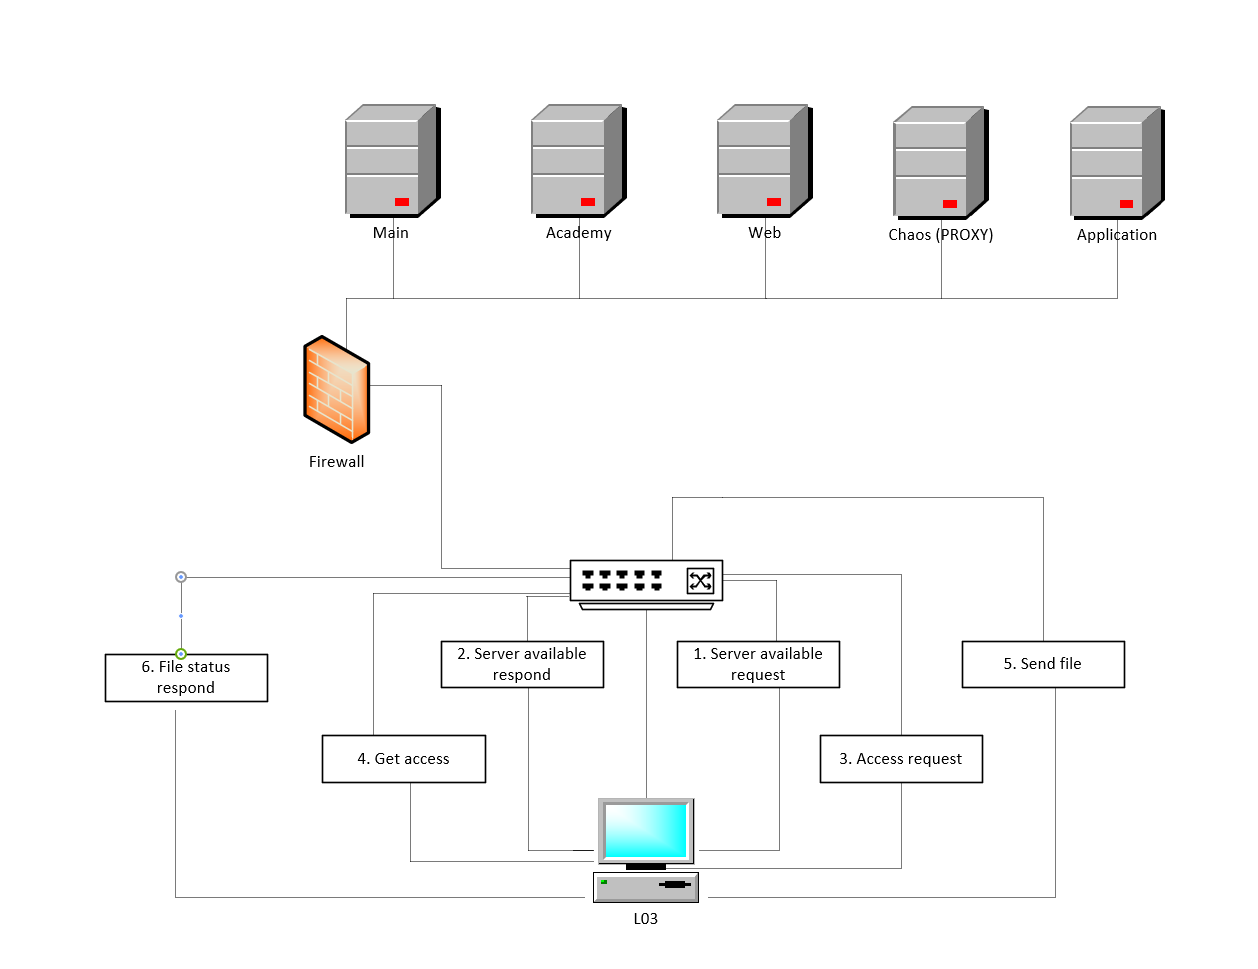 Main
Academy
Web
Chaos (PROXY)
Application
Firewall
2. Server available
respond
1. Server available
request
5. Send file
6. File status
respond
4. Get access
3. Access request
L03